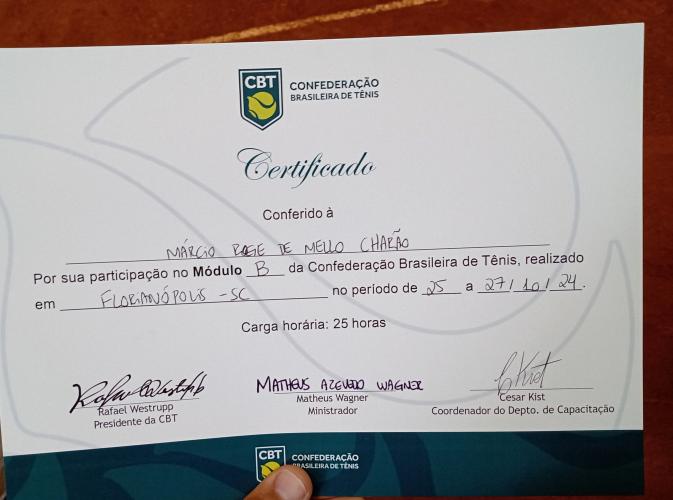 CBT
CONFEDERAÇÃO
BRASILEIRA DE TÊNIS
Certificado
Conferido à
MÁRCIO ROSE DE MELLO CHARÃO
Por sua participação no Módulo B da Confederação Brasileira de Tênis, realizado
em FLORIANÓPOLIS - SC no período de 25 a 27/10/24.
Carga horária: 25 horas
MATHEUS AZEVEDO WAGNER
Rafael Westrupp
Presidente da CBT
Matheus Wagner
Ministrador
Cesar Kist
Coordenador do Depto. de Capacitação
CBT
CONFEDERAÇÃO
BRASILEIRA DE TÊNIS